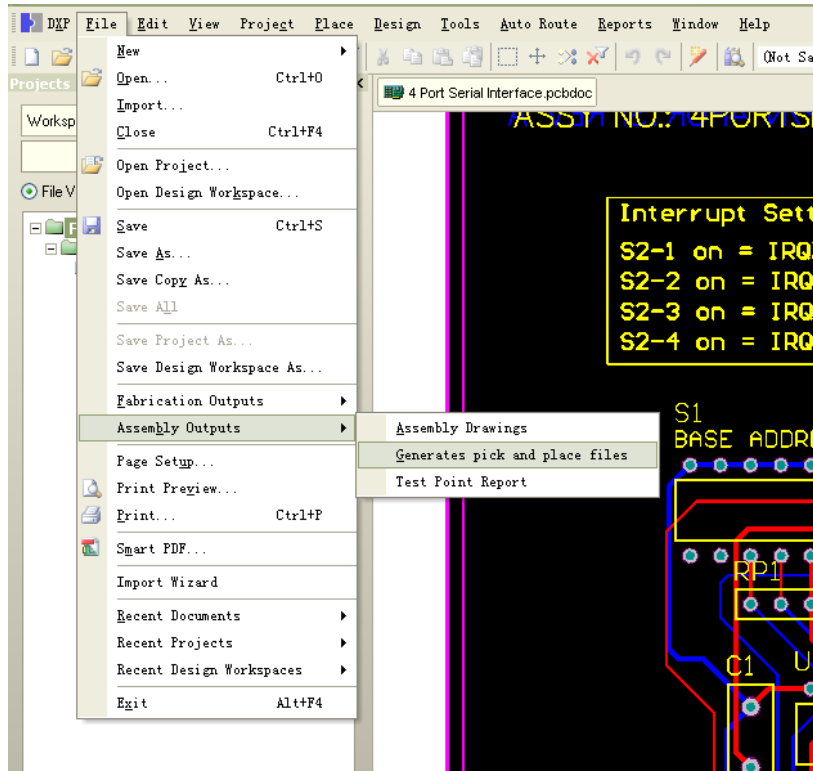 DXP File Edit View Project Place Design Tools Auto Route Reports Window Help
(Not Sa
Projects
4 Port Serial Interface.pcbdoc
Worksp
File V
New
Open... Ctrl+O
Import...
Close Ctrl+F4
Open Project...
Open Design Workspace...
Save Ctrl+S
Save As...
Save Copy As...
Save All
Save Project As...
Save Design Workspace As...
Fabrication Outputs
Assembly Outputs
Page Setup...
Print Preview...
Print... Ctrl+P
Smart PDF...
Import Wizard
Recent Documents
Recent Projects
Recent Design Workspaces
Exit Alt+F4
Assembly Drawings
Generates pick and place files
Test Point Report
ASSY NO.: 4PORTS
Interrupt Sett
S2-1 on = IRQ
S2-2 on = IRQ
S2-3 on = IRQ
S2-4 on = IRQ
S1
BASE ADDR
RP1
C1
U